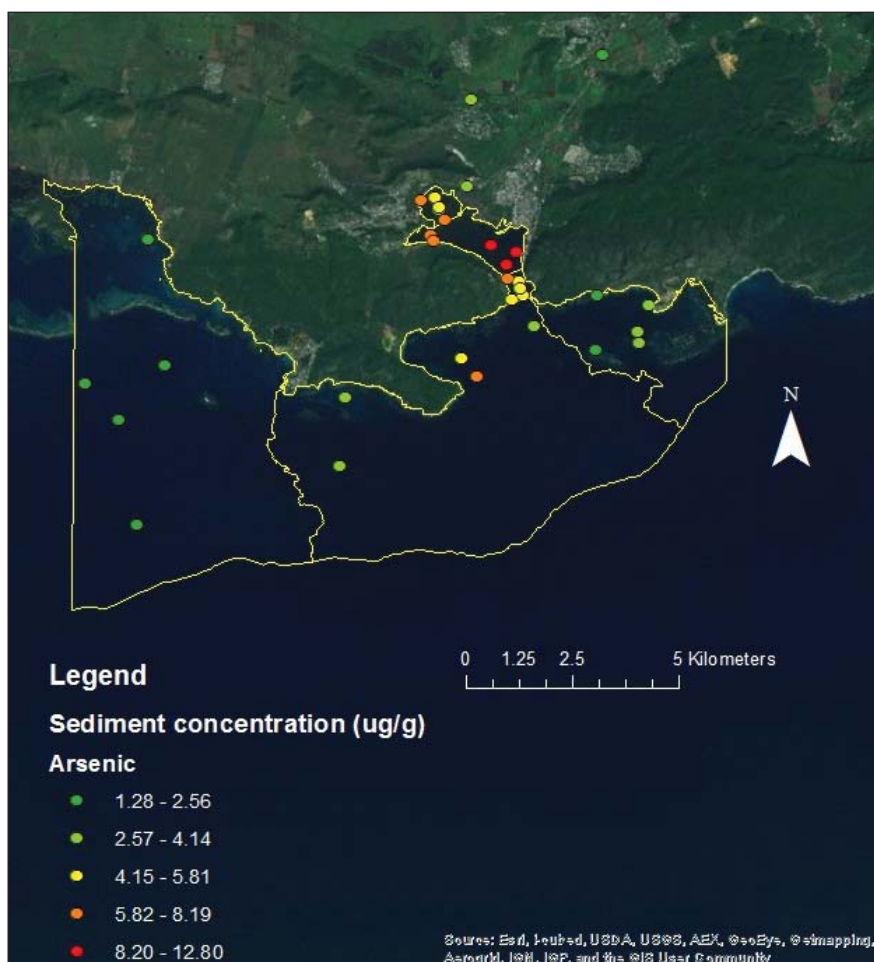 N
0 1.25 2.5 5 Kilometers
Legend
Sediment concentration (ug/g)
Arsenic
1.28 - 2.56
2.57 - 4.14
4.15 - 5.81
5.82 - 8.19
8.20 - 12.80
Source: Esri, USDA, USGS, AEX, GeoEye,
IGN, IGP, and the GIS User Community